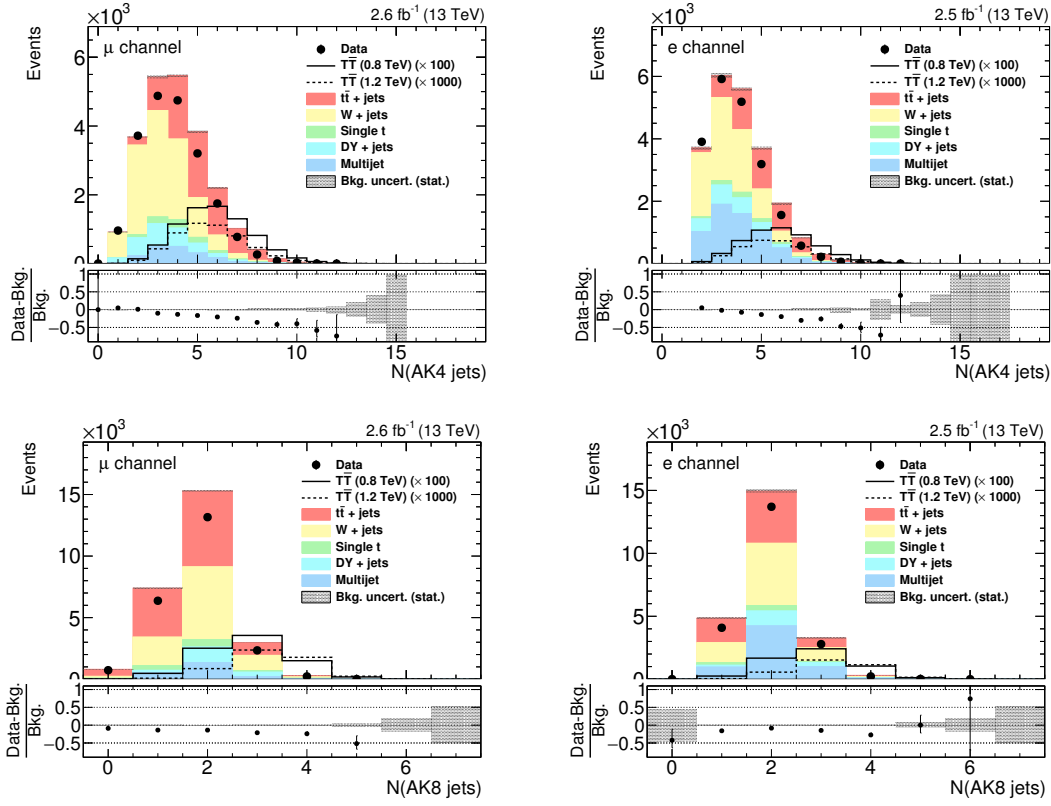 ×10³ 2.6 fb⁻¹ (13 TeV)
Events
6
4
2
0
μ channel
Data
TT̅ (0.8 TeV) (× 100)
TT̅ (1.2 TeV) (× 1000)
tt̅ + jets
W + jets
Single t
DY + jets
Multijet
Bkg. uncert. (stat.)
Data-Bkg.
Bkg.
1
0.5
0
−0.5
0 5 10 15
N(AK4 jets)
×10³ 2.5 fb⁻¹ (13 TeV)
Events
6
4
2
0
e channel
Data
TT̅ (0.8 TeV) (× 100)
TT̅ (1.2 TeV) (× 1000)
tt̅ + jets
W + jets
Single t
DY + jets
Multijet
Bkg. uncert. (stat.)
Data-Bkg.
Bkg.
1
0.5
0
−0.5
0 5 10 15
N(AK4 jets)
×10³ 2.6 fb⁻¹ (13 TeV)
Events
15
10
5
0
μ channel
Data
TT̅ (0.8 TeV) (× 100)
TT̅ (1.2 TeV) (× 1000)
tt̅ + jets
W + jets
Single t
DY + jets
Multijet
Bkg. uncert. (stat.)
Data-Bkg.
Bkg.
1
0.5
0
−0.5
0 2 4 6
N(AK8 jets)
×10³ 2.5 fb⁻¹ (13 TeV)
Events
15
10
5
0
e channel
Data
TT̅ (0.8 TeV) (× 100)
TT̅ (1.2 TeV) (× 1000)
tt̅ + jets
W + jets
Single t
DY + jets
Multijet
Bkg. uncert. (stat.)
Data-Bkg.
Bkg.
1
0.5
0
−0.5
0 2 4 6
N(AK8 jets)